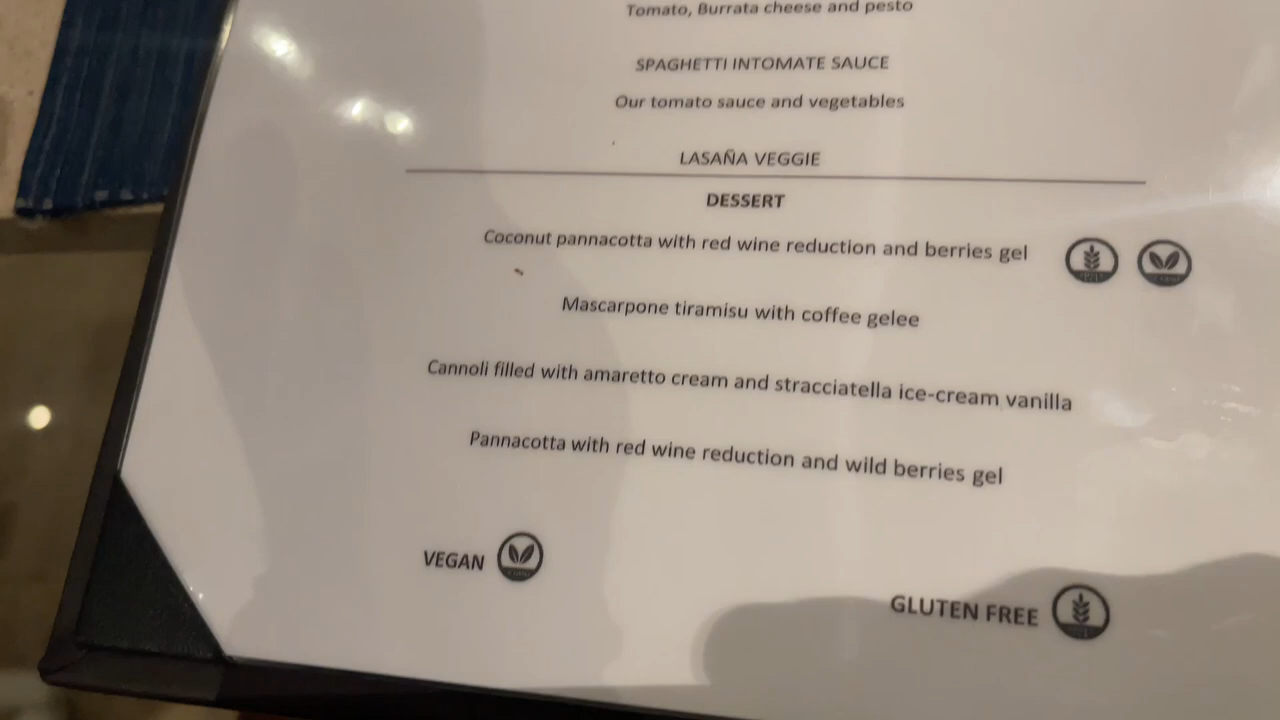 Tomato, Burrata cheese and pesto
SPAGHETTI INTOMATE SAUCE
Our tomato sauce and vegetables
LASAÑA VEGGIE
DESSERT
Coconut pannacotta with red wine reduction and berries gel
Mascarpone tiramisu with coffee gelee
Cannoli filled with amaretto cream and stracciatella ice-cream vanilla
Pannacotta with red wine reduction and wild berries gel
VEGAN
GLUTEN FREE